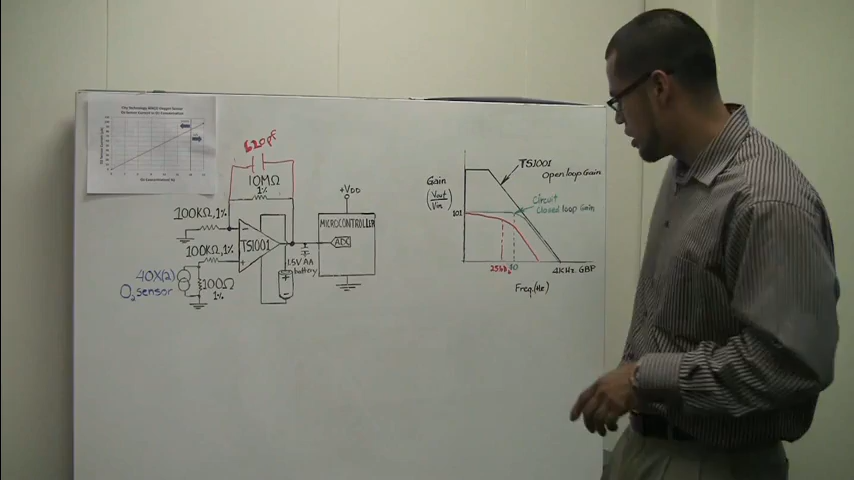 620pF
10MΩ
1%
100KΩ,1%
100KΩ,1%
TS1001
40X(2)
O2 sensor
100Ω
1%
1.5V AA
battery
+VDD
MICROCONTROLLER
ADC
Gain
(Vout/Vin)
101
TS1001
Open loop Gain
Circuit
Closed loop Gain
10
4KHz GBP
Freq.(Hz)